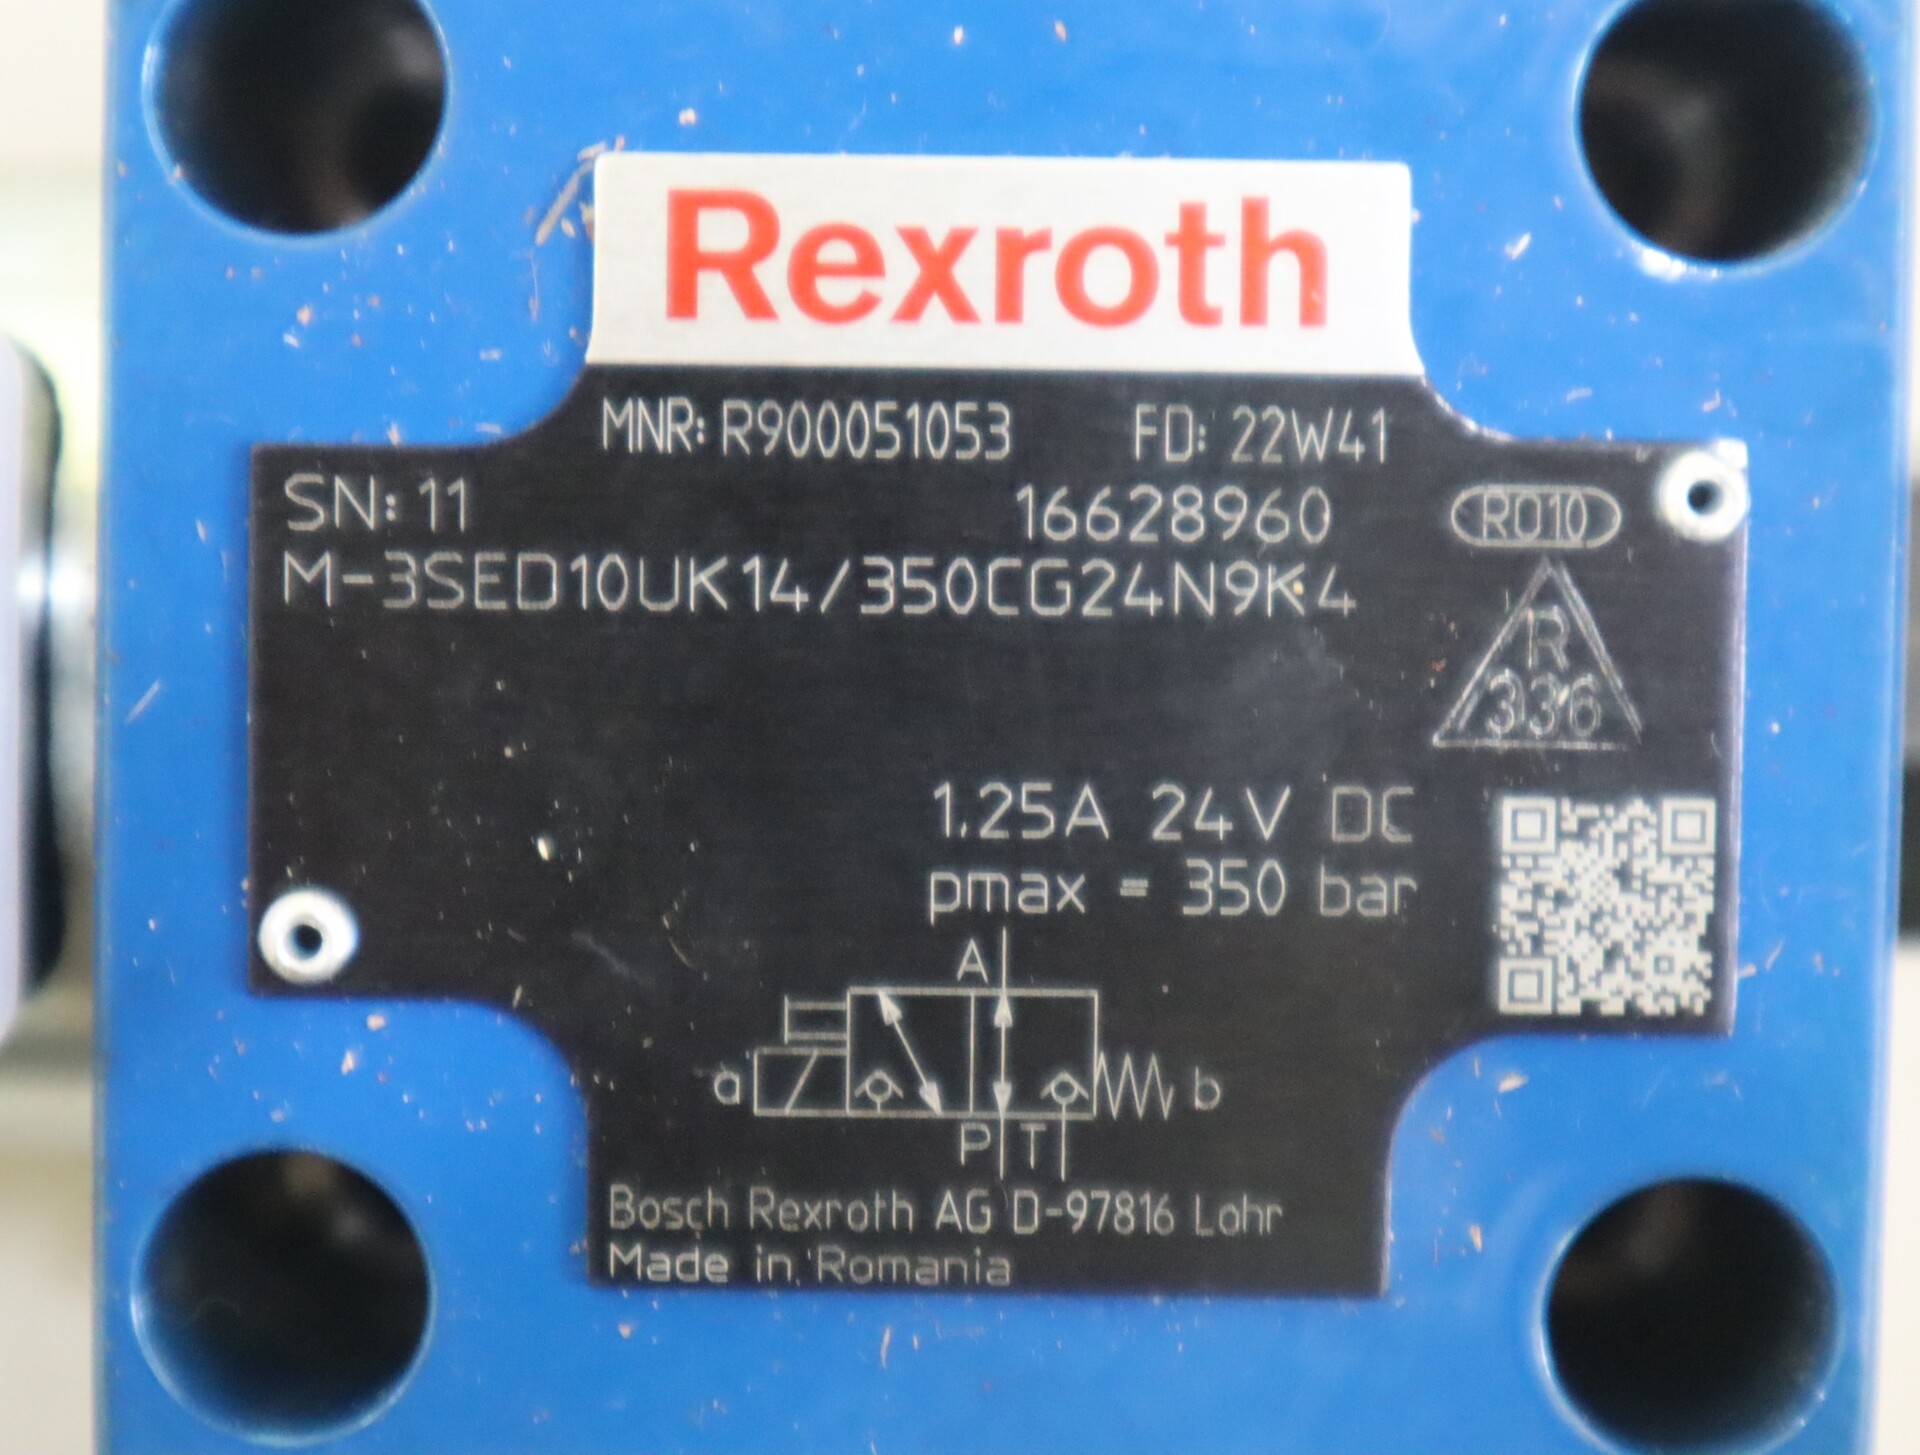 Rexroth
MNR: R900051053 FD: 22W41
SN: 11 16628960 RO10
M-3SED10UK14/350CG24N9K4
R
336
1.25A 24V DC
pmax = 350 bar
A
a b
P T
Bosch Rexroth AG D-97816 Lohr
Made in Romania